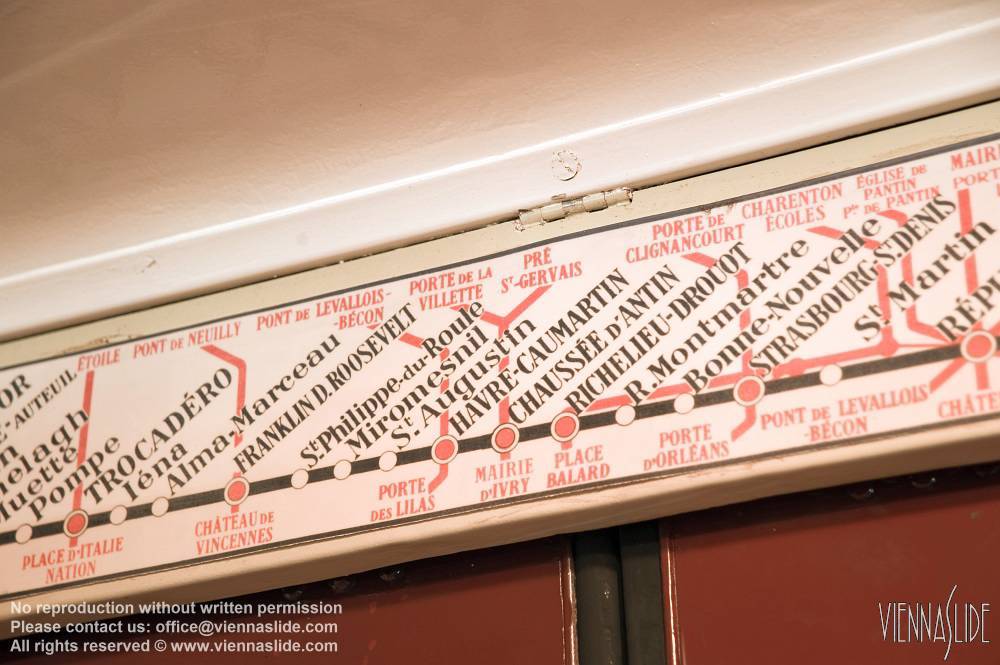 ÉTOILE
PONT DE NEUILLY
PONT DE LEVALLOIS-
-BÉCON
PORTE DE LA
VILLETTE
PRÉ
ST-GERVAIS
PORTE DE
CLIGNANCOURT
CHARENTON
ÉCOLES
ÉGLISE DE
PANTIN
PTE DE PANTIN
MAIRI
PORT
OR
E-AUTEUIL
Muette
Pompe
TROCADÉRO
Iéna
Alma-Marceau
FRANKLIN D. ROOSEVELT
St Philippe-du-Roule
Miromesnil
St Augustin
HAVRE-CAUMARTIN
CHAUSSÉE d'ANTIN
RICHELIEU-DROUOT
R. Montmartre
Bonne-Nouvelle
STRASBOURG-ST DENIS
St Martin
RÉPU
PLACE D'ITALIE
NATION
CHÂTEAU DE
VINCENNES
PORTE
DES LILAS
MAIRIE
D'IVRY
PLACE
BALARD
PORTE
D'ORLÉANS
PONT DE LEVALLOIS
-BÉCON
CHÂTE
No reproduction without written permission
Please contact us: office@viennaslide.com
All rights reserved © www.viennaslide.com
VIENNASLIDE